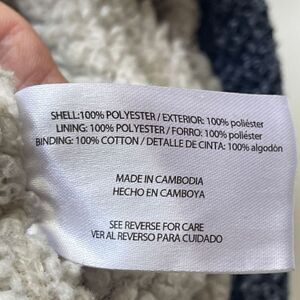 SHELL:100% POLYESTER / EXTERIOR: 100% poliéster
LINING: 100% POLYESTER / FORRO: 100% poliéster
BINDING: 100% COTTON / DETALLE DE CINTA: 100% algodón
MADE IN CAMBODIA
HECHO EN CAMBOYA
SEE REVERSE FOR CARE
VER AL REVERSO PARA CUIDADO